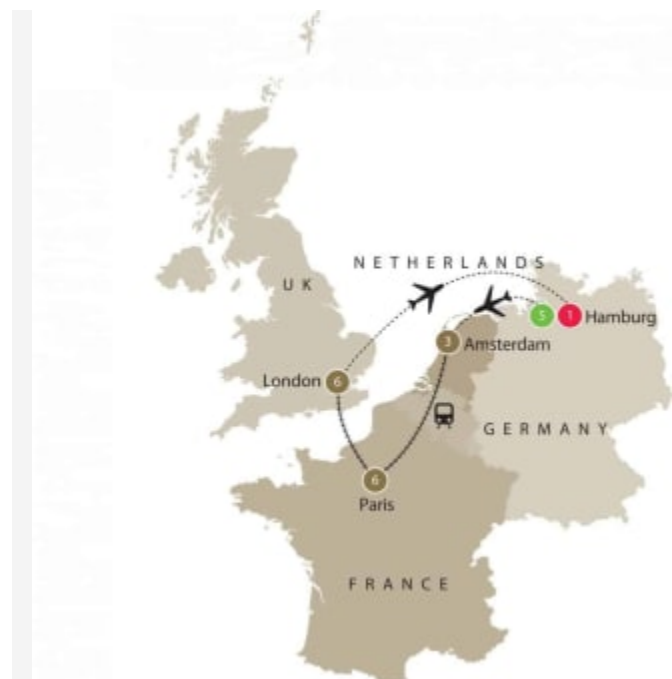 NETHERLANDS
UK
5
1
Hamburg
3
Amsterdam
London
6
GERMANY
6
Paris
FRANCE